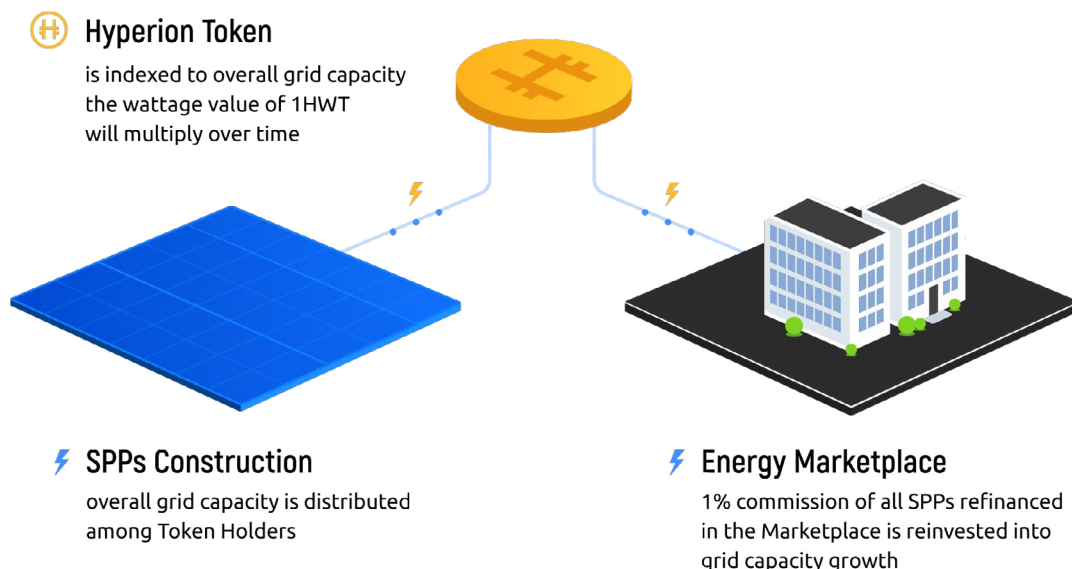 Hyperion Token
is indexed to overall grid capacity
the wattage value of 1HWT
will multiply over time
SPPs Construction
overall grid capacity is distributed
among Token Holders
Energy Marketplace
1% commission of all SPPs refinanced
in the Marketplace is reinvested into
grid capacity growth